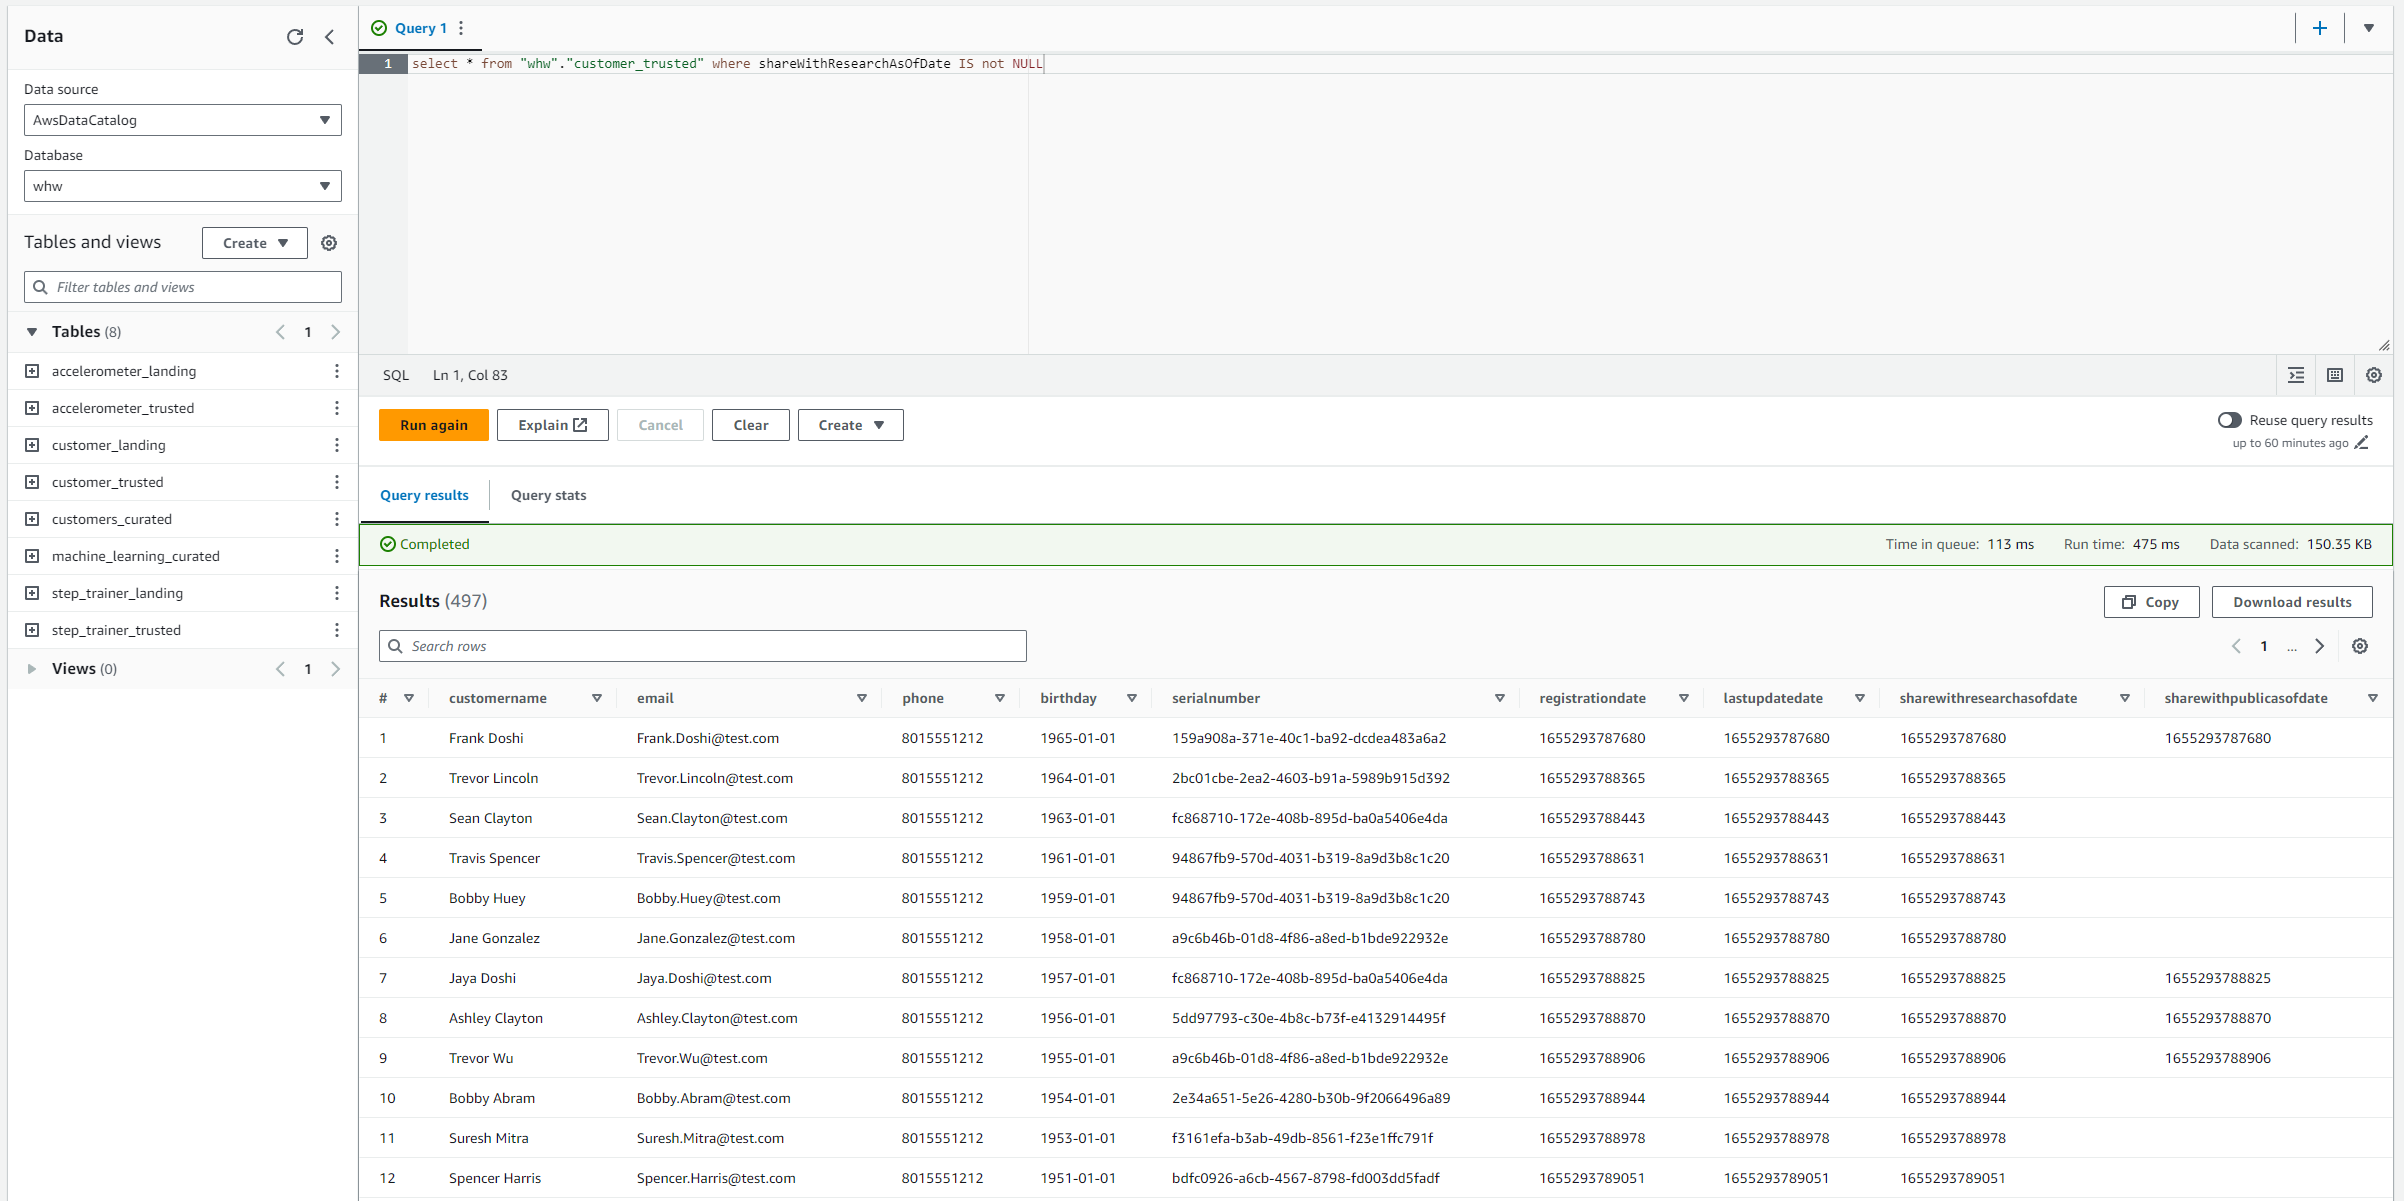 Data
Data source
AwsDataCatalog
Database
whw
Tables and views
Create
Filter tables and views
Tables (8)
1
accelerometer_landing
accelerometer_trusted
customer_landing
customer_trusted
customers_curated
machine_learning_curated
step_trainer_landing
step_trainer_trusted
Views (0)
1
Query 1
1 select * from "whw"."customer_trusted" where shareWithResearchAsOfDate IS not NULL
SQL Ln 1, Col 83
Run again Explain Cancel Clear Create
Reuse query results
up to 60 minutes ago
Query results Query stats
Completed Time in queue: 113 ms Run time: 475 ms Data scanned: 150.35 KB
Results (497) Copy Download results
Search rows 1 ...
# customername email phone birthday serialnumber registrationdate lastupdatedate sharewithresearchasofdate sharewithpublicasofdate
1 Frank Doshi Frank.Doshi@test.com 8015551212 1965-01-01 159a908a-371e-40c1-ba92-dcdea483a6a2 1655293787680 1655293787680 1655293787680 1655293787680
2 Trevor Lincoln Trevor.Lincoln@test.com 8015551212 1964-01-01 2bc01cbe-2ea2-4603-b91a-5989b915d392 1655293788365 1655293788365 1655293788365
3 Sean Clayton Sean.Clayton@test.com 8015551212 1963-01-01 fc868710-172e-408b-895d-ba0a5406e4da 1655293788443 1655293788443 1655293788443
4 Travis Spencer Travis.Spencer@test.com 8015551212 1961-01-01 94867fb9-570d-4031-b319-8a9d3b8c1c20 1655293788631 1655293788631 1655293788631
5 Bobby Huey Bobby.Huey@test.com 8015551212 1959-01-01 94867fb9-570d-4031-b319-8a9d3b8c1c20 1655293788743 1655293788743 1655293788743
6 Jane Gonzalez Jane.Gonzalez@test.com 8015551212 1958-01-01 a9c6b46b-01d8-4f86-a8ed-b1bde922932e 1655293788780 1655293788780 1655293788780
7 Jaya Doshi Jaya.Doshi@test.com 8015551212 1957-01-01 fc868710-172e-408b-895d-ba0a5406e4da 1655293788825 1655293788825 1655293788825 1655293788825
8 Ashley Clayton Ashley.Clayton@test.com 8015551212 1956-01-01 5dd97793-c30e-4b8c-b73f-e4132914495f 1655293788870 1655293788870 1655293788870 1655293788870
9 Trevor Wu Trevor.Wu@test.com 8015551212 1955-01-01 a9c6b46b-01d8-4f86-a8ed-b1bde922932e 1655293788906 1655293788906 1655293788906 1655293788906
10 Bobby Abram Bobby.Abram@test.com 8015551212 1954-01-01 2e34a651-5e26-4280-b30b-9f2066496a89 1655293788944 1655293788944 1655293788944
11 Suresh Mitra Suresh.Mitra@test.com 8015551212 1953-01-01 f3161efa-b3ab-49db-8561-f23e1ffc791f 1655293788978 1655293788978 1655293788978
12 Spencer Harris Spencer.Harris@test.com 8015551212 1951-01-01 bdfc0926-a6cb-4567-8798-fd003dd5fadf 1655293789051 1655293789051 1655293789051